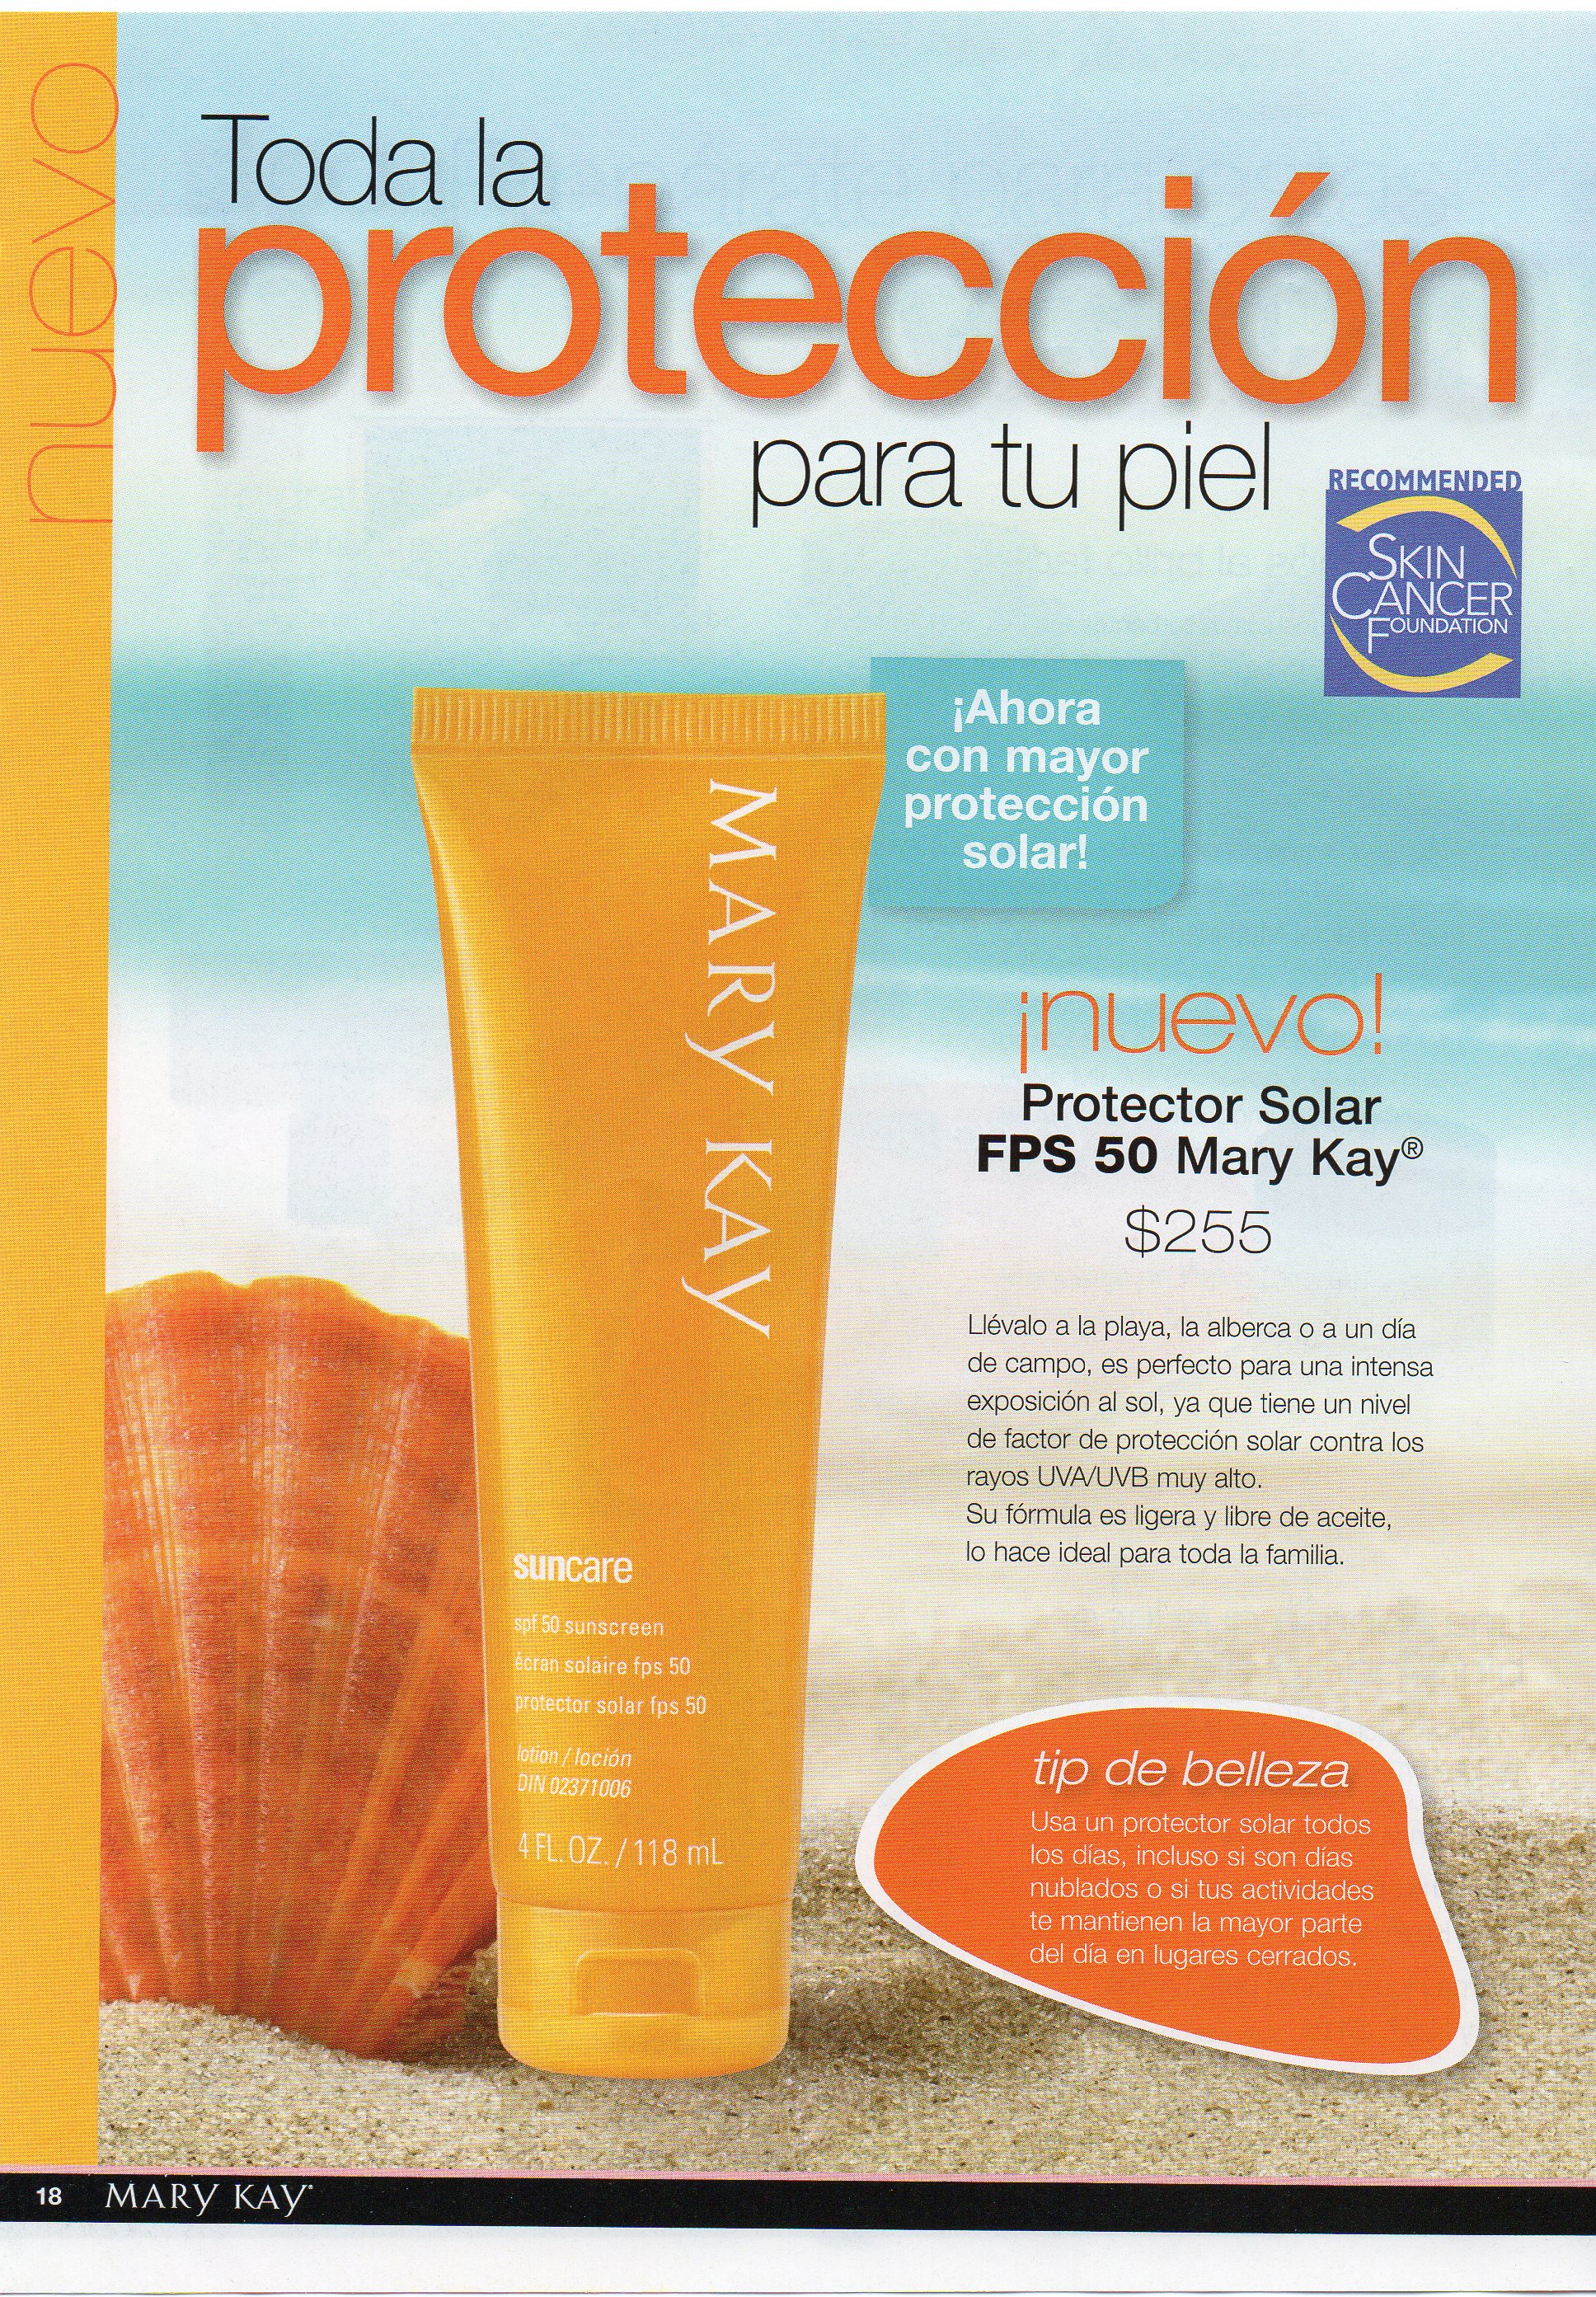 nuevo
Toda la
protección
para tu piel
RECOMMENDED
SKIN
CANCER
FOUNDATION
¡Ahora
con mayor
protección
solar!
MARY KAY
¡nuevo!
Protector Solar
FPS 50 Mary Kay®
$255
Llévalo a la playa, la alberca o a un día
de campo, es perfecto para una intensa
exposición al sol, ya que tiene un nivel
de factor de protección solar contra los
rayos UVA/UVB muy alto.
Su fórmula es ligera y libre de aceite,
lo hace ideal para toda la familia.
suncare
spf 50 sunscreen
écran solaire fps 50
protector solar fps 50
lotion / loción
DIN 02371006
4 FL. OZ. / 118 mL
tip de belleza
Usa un protector solar todos
los días, incluso si son días
nublados o si tus actividades
te mantienen la mayor parte
del día en lugares cerrados.
18 MARY KAY®